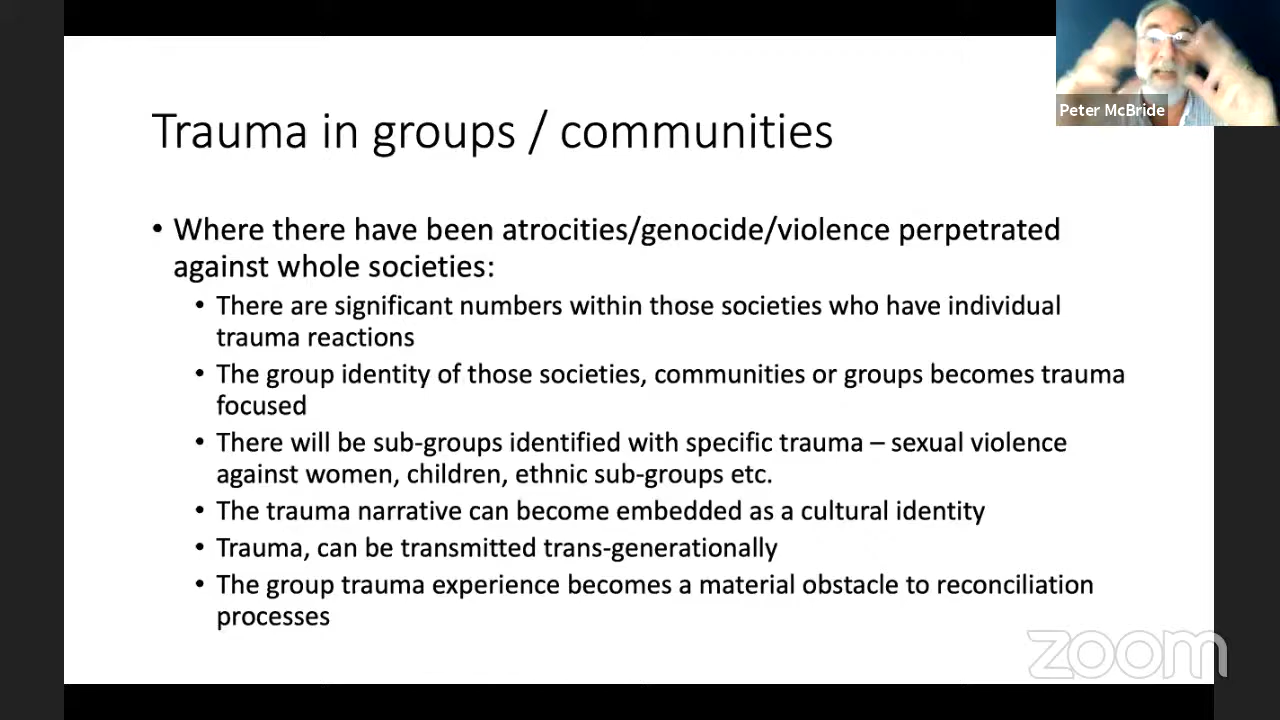 Peter McBride
Trauma in groups / communities
• Where there have been atrocities/genocide/violence perpetrated
against whole societies:
• There are significant numbers within those societies who have individual
trauma reactions
• The group identity of those societies, communities or groups becomes trauma
focused
• There will be sub-groups identified with specific trauma – sexual violence
against women, children, ethnic sub-groups etc.
• The trauma narrative can become embedded as a cultural identity
• Trauma, can be transmitted trans-generationally
• The group trauma experience becomes a material obstacle to reconciliation
processes
zoom